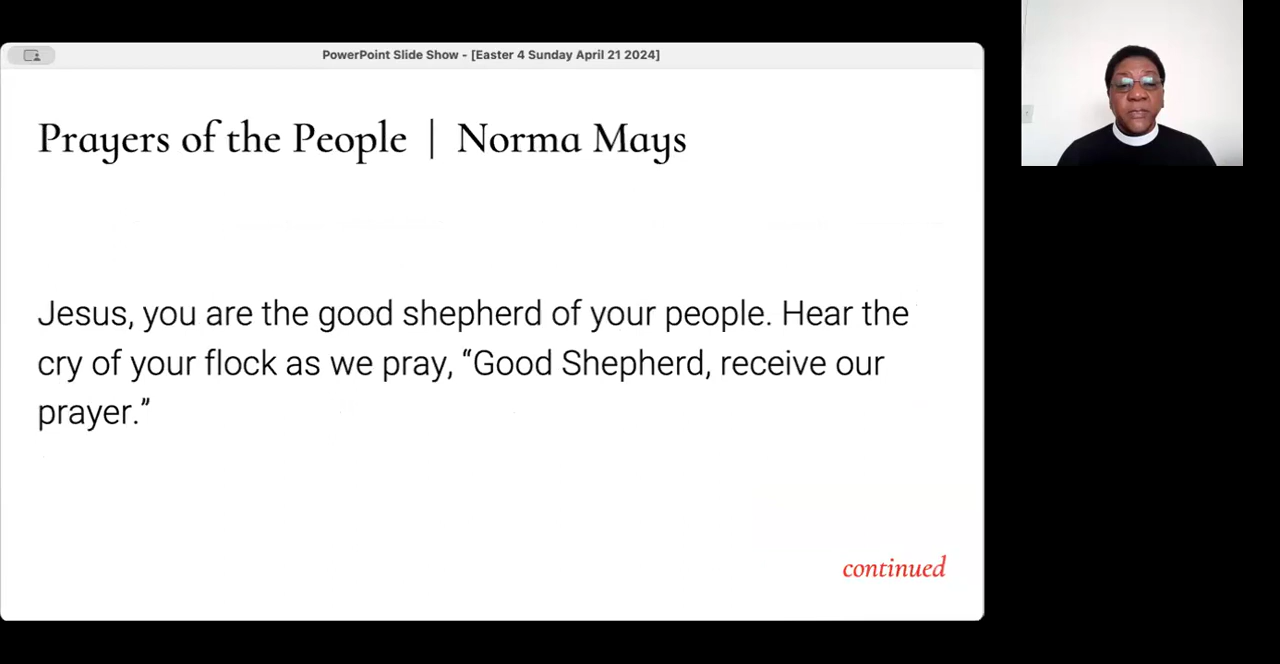 PowerPoint Slide Show - [Easter 4 Sunday April 21 2024]
Prayers of the People | Norma Mays
Jesus, you are the good shepherd of your people. Hear the
cry of your flock as we pray, “Good Shepherd, receive our
prayer.”
continued